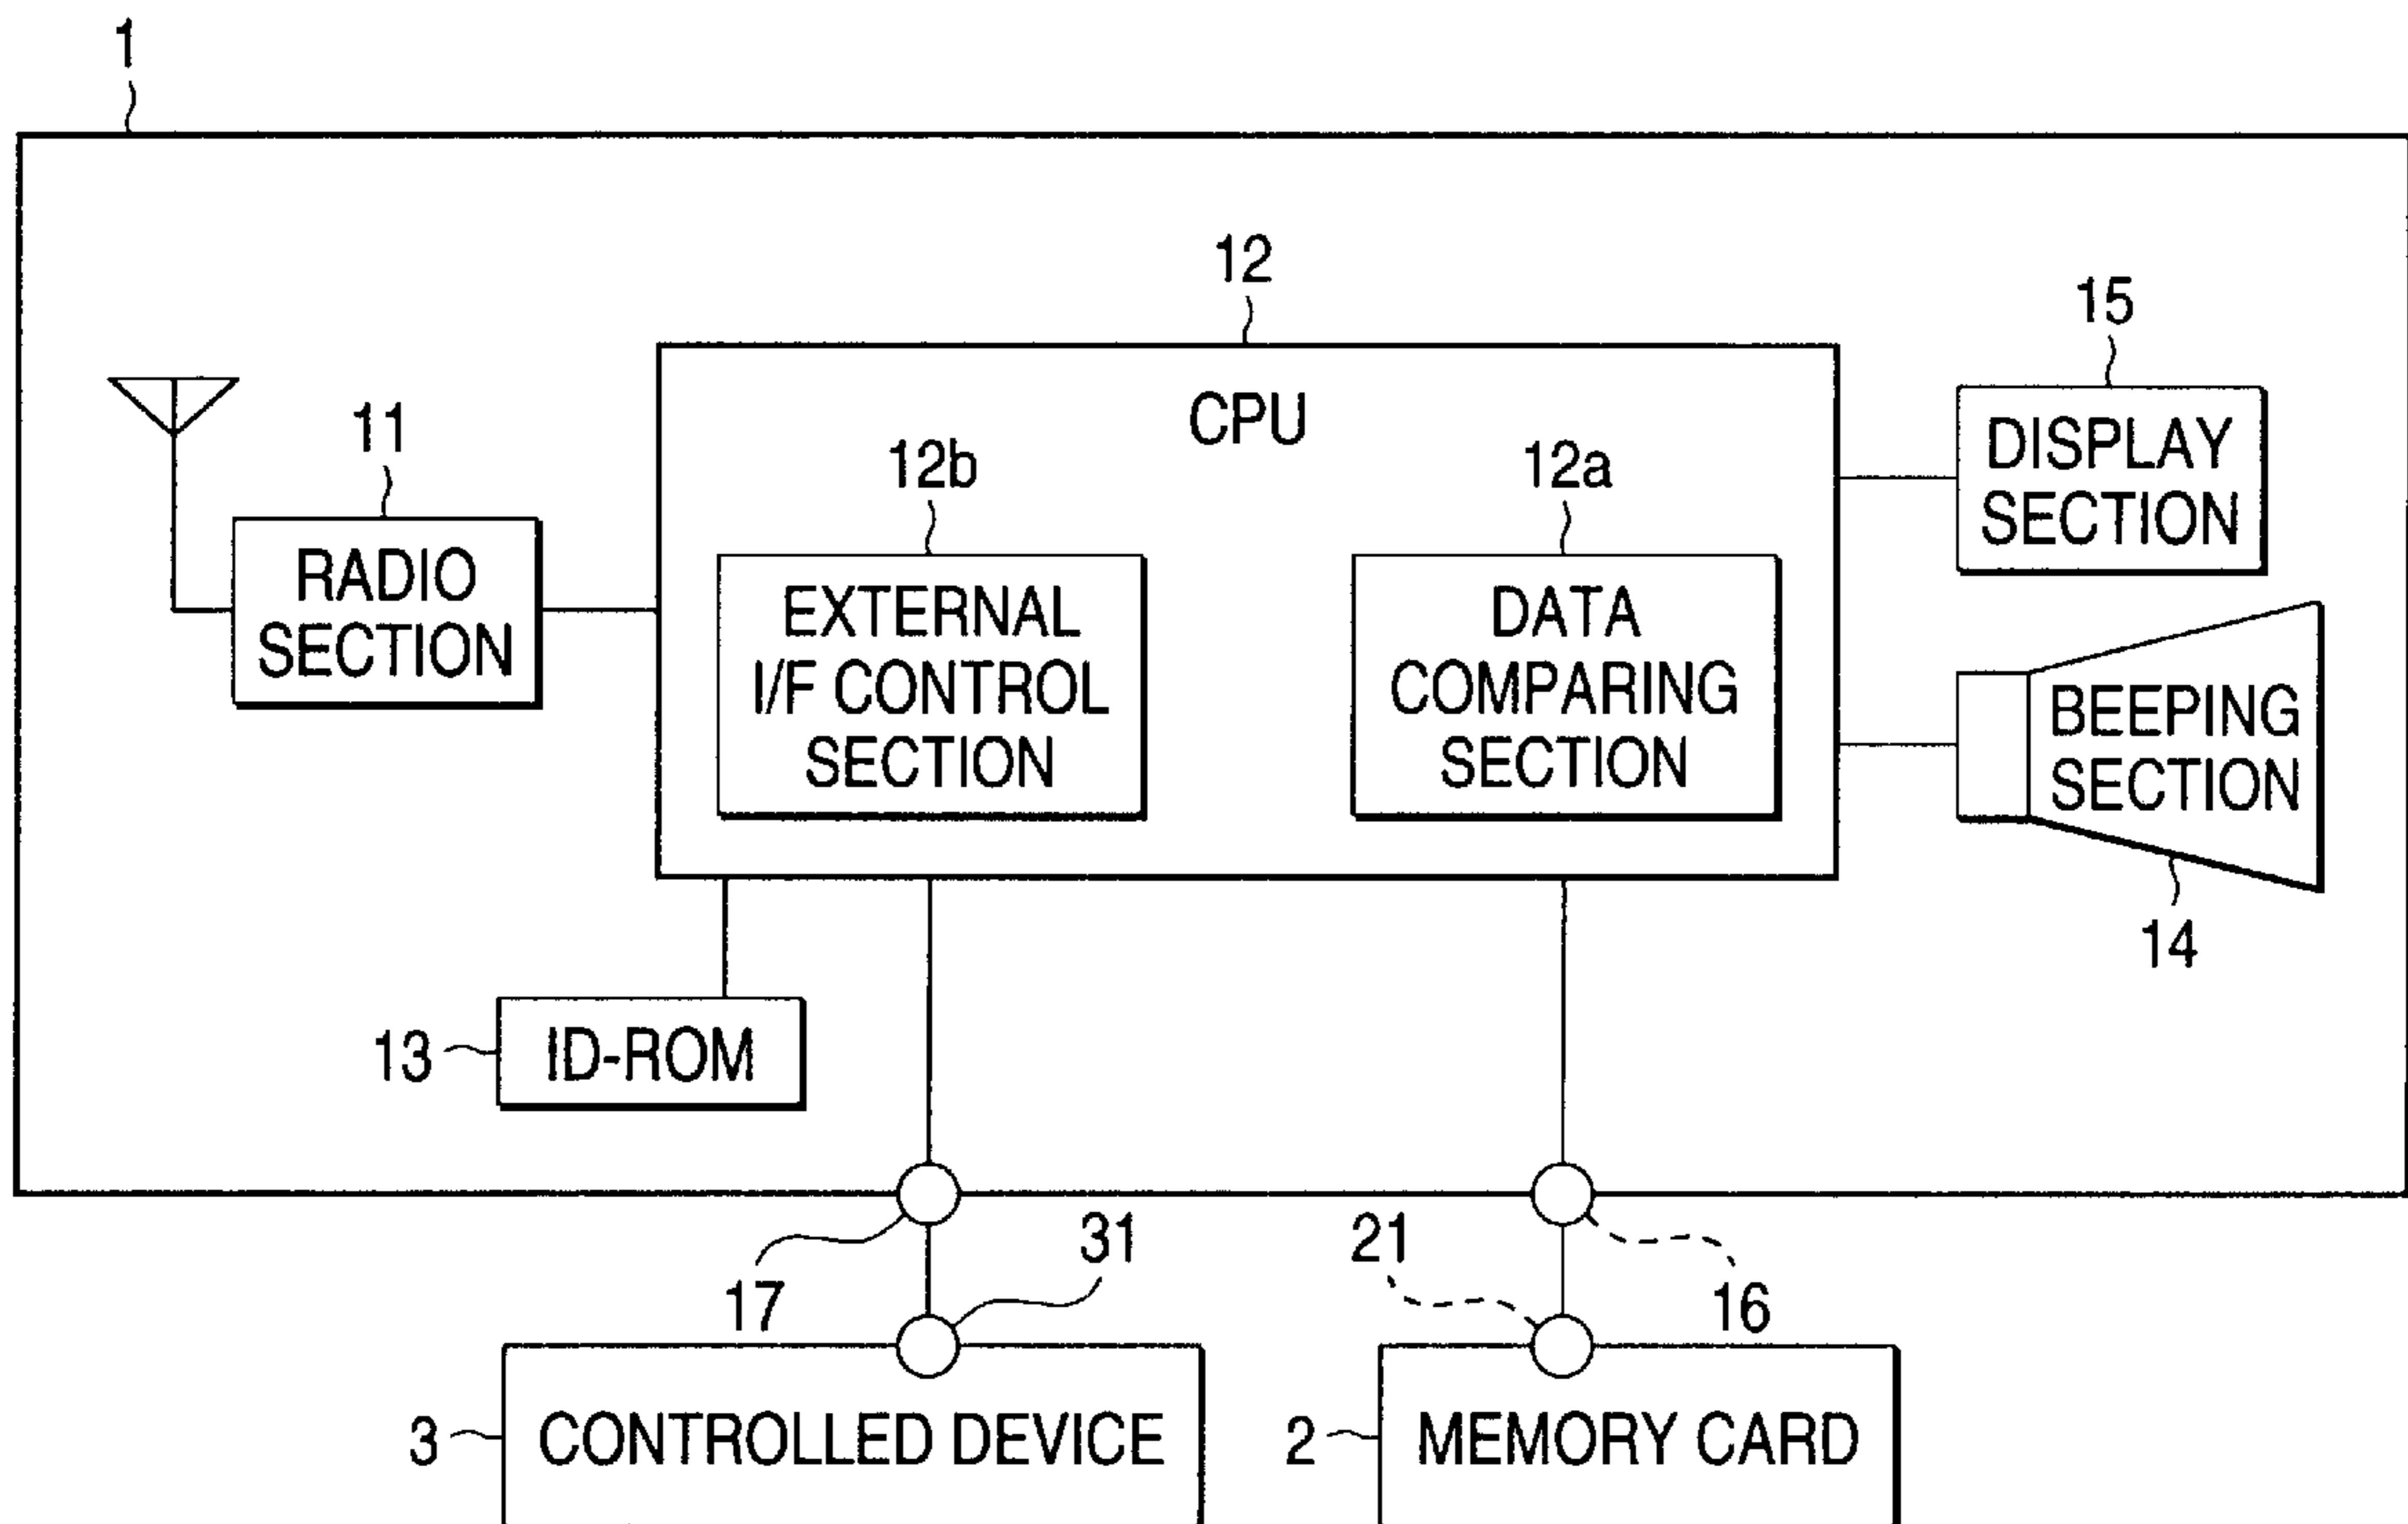 1
12
15
CPU
11
12b
12a
DISPLAY
SECTION
RADIO
SECTION
EXTERNAL
I/F CONTROL
SECTION
DATA
COMPARING
SECTION
BEEPING
SECTION
14
13
ID-ROM
17
31
21
16
3
CONTROLLED DEVICE
2
MEMORY CARD